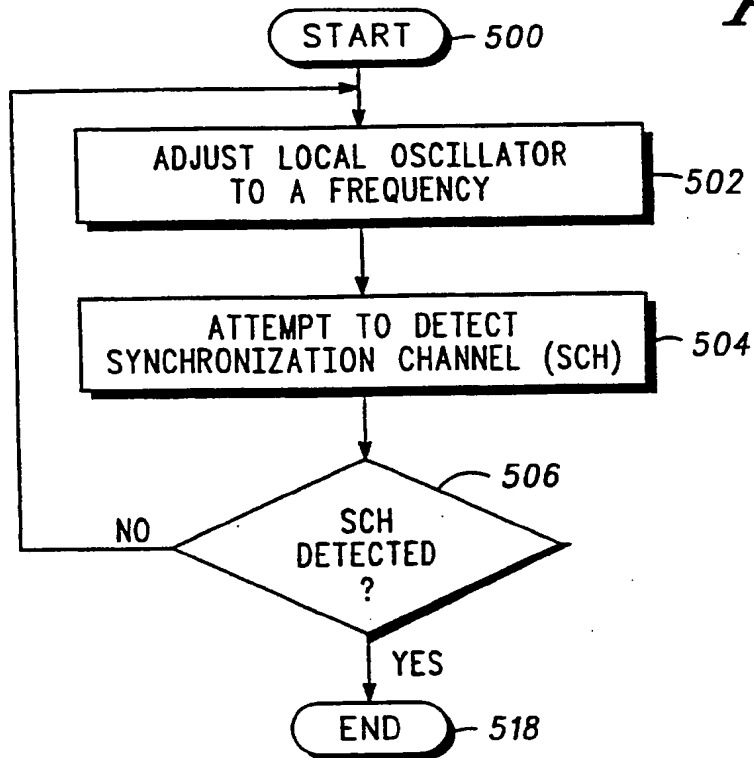 START
500
ADJUST LOCAL OSCILLATOR
TO A FREQUENCY
502
ATTEMPT TO DETECT
SYNCHRONIZATION CHANNEL (SCH)
504
506
NO
SCH
DETECTED
?
YES
END
518